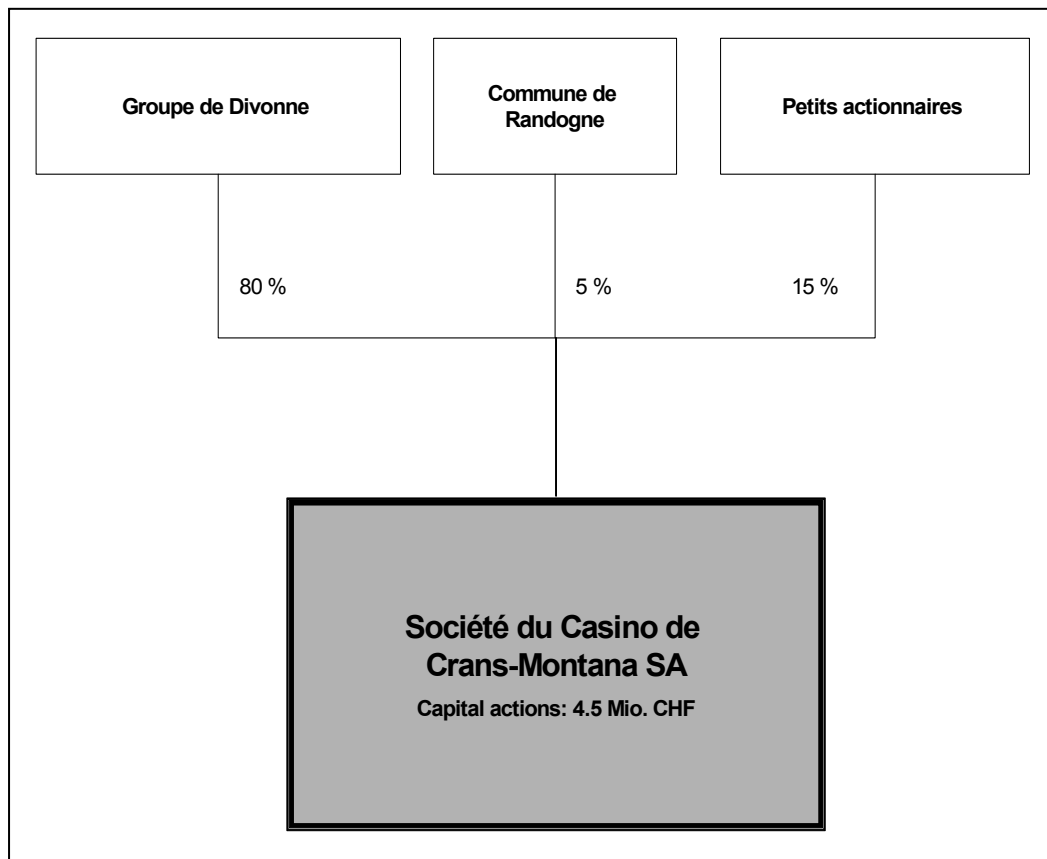 Groupe de Divonne
Commune de
Randogne
Petits actionnaires
80 %
5 %
15 %
Société du Casino de
Crans-Montana SA
Capital actions: 4.5 Mio. CHF